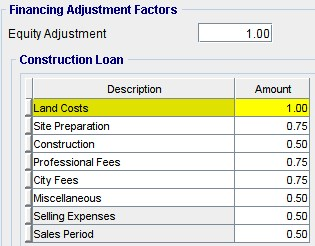 Financing Adjustment Factors
Equity Adjustment 1.00
Construction Loan
Description Amount
Land Costs 1.00
Site Preparation 0.75
Construction 0.50
Professional Fees 0.75
City Fees 0.75
Miscellaneous 0.50
Selling Expenses 0.50
Sales Period 0.50